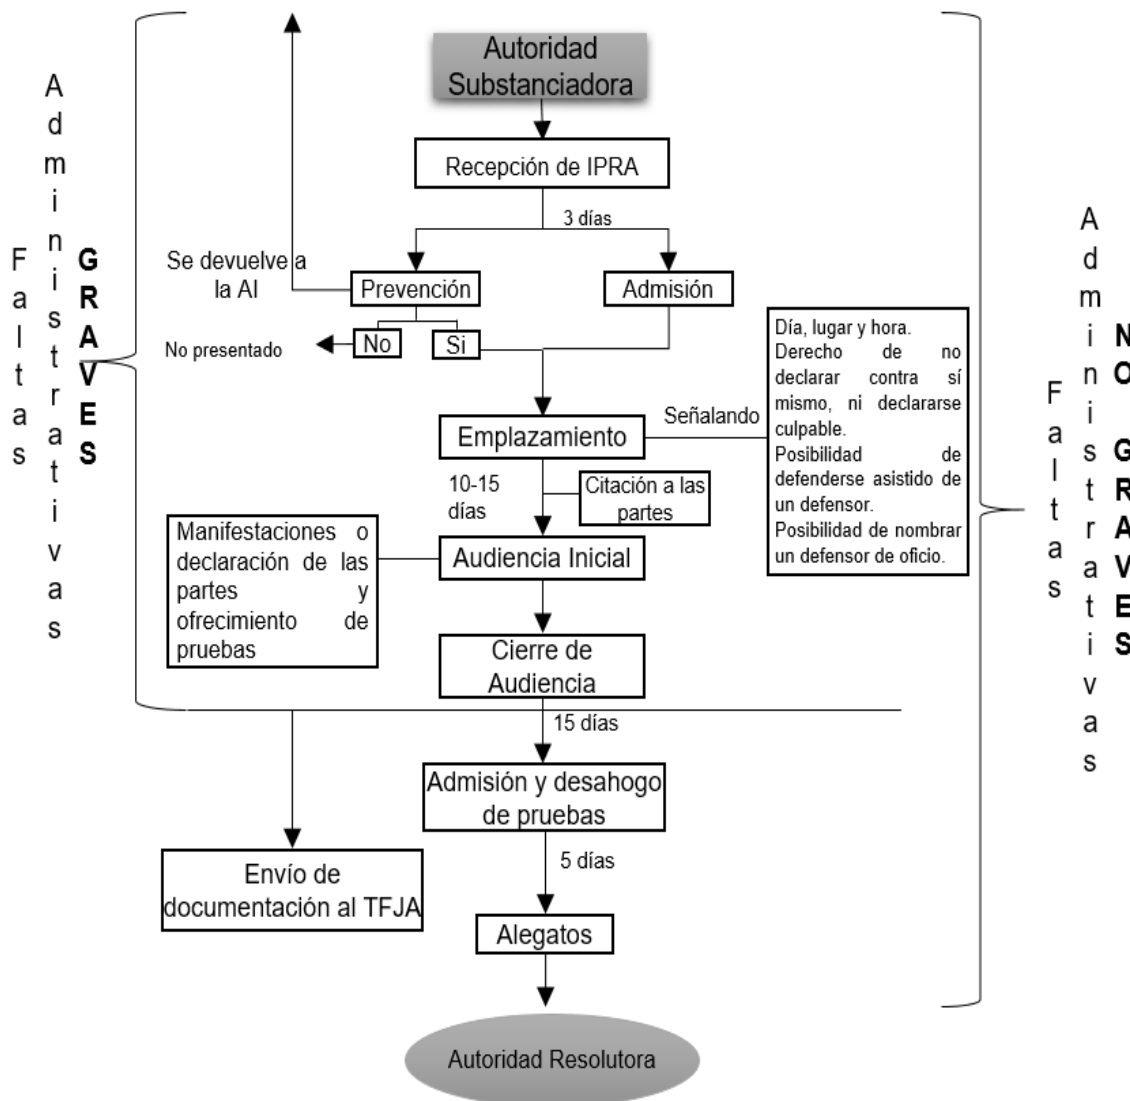 Autoridad
Substanciadora
Recepción de IPRA
3 días
Se devuelve a
la AI
Prevención
Admisión
No presentado
No
Si
Emplazamiento
Señalando
Día, lugar y hora.
Derecho de no
declarar contra sí
mismo, ni declararse
culpable.
Posibilidad de
defenderse asistido de
un defensor.
Posibilidad de nombrar
un defensor de oficio.
10-15
días
Citación a las
partes
Manifestaciones o
declaración de las
partes y
ofrecimiento de
pruebas
Audiencia Inicial
Cierre de
Audiencia
15 días
Admisión y desahogo
de pruebas
5 días
Envío de
documentación al TFJA
Alegatos
Autoridad Resolutora
Faltas
Administrativas
GRAVES
Faltas
Administrativas
NO GRAVES